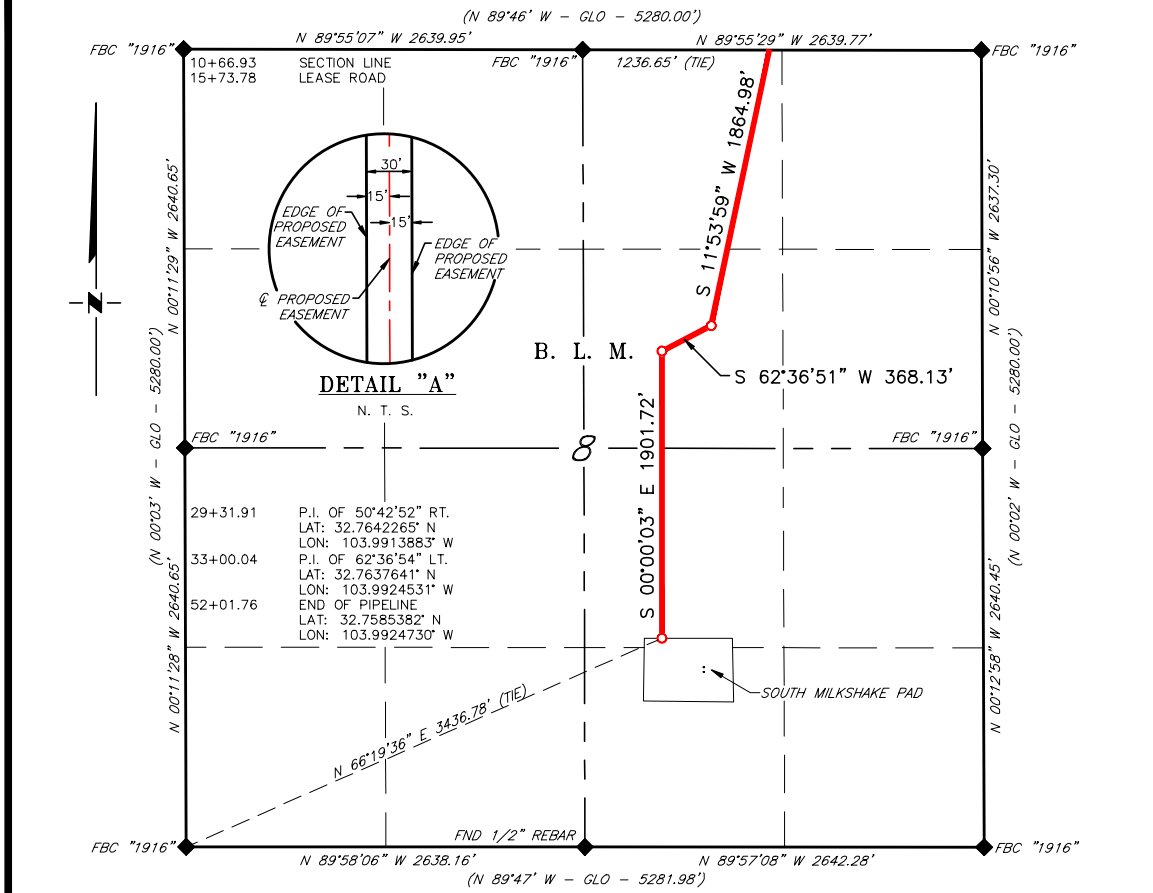 (N 89°46' W - GLO - 5280.00')
N 89°55'07" W 2639.95'
N 89°55'29" W 2639.77'
FBC "1916"
FBC "1916"
FBC "1916"
10+66.93 SECTION LINE
15+73.78 LEASE ROAD
1236.65' (TIE)
S 11°53'59" W 1864.98'
N 00°11'29" W 2640.65'
N 00°10'56" W 2637.30'
30'
15'
15'
EDGE OF
PROPOSED
EASEMENT
EDGE OF
PROPOSED
EASEMENT
℄ PROPOSED
EASEMENT
N
DETAIL "A"
N. T. S.
B. L. M.
S 62°36'51" W 368.13'
(N 00°03' W - GLO - 5280.00')
(N 00°02' W - GLO - 5280.00')
FBC "1916"
8
FBC "1916"
S 00°00'03" E 1901.72'
29+31.91 P.I. OF 50°42'52" RT.
LAT: 32.7642265° N
LON: 103.9913883° W
33+00.04 P.I. OF 62°36'54" LT.
LAT: 32.7637641° N
LON: 103.9924531° W
52+01.76 END OF PIPELINE
LAT: 32.7585382° N
LON: 103.9924730° W
N 00°11'28" W 2640.65'
N 00°12'58" W 2640.45'
SOUTH MILKSHAKE PAD
N 66°19'36" E 3436.78' (TIE)
FBC "1916"
FND 1/2" REBAR
FBC "1916"
N 89°58'06" W 2638.16'
N 89°57'08" W 2642.28'
(N 89°47' W - GLO - 5281.98')